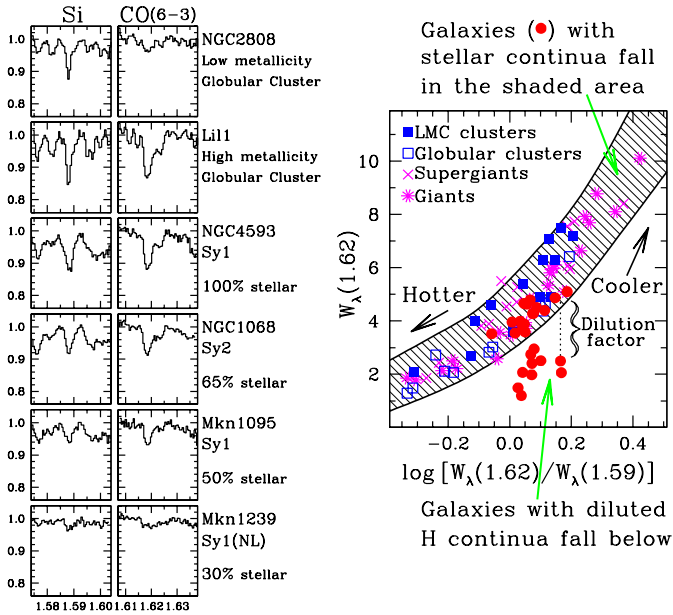 Si CO(6-3)
1.0
0.9
0.8
NGC2808
Low metallicity
Globular Cluster
1.0
0.9
0.8
Lil1
High metallicity
Globular Cluster
1.0
0.9
0.8
NGC4593
Sy1
100% stellar
1.0
0.9
0.8
NGC1068
Sy2
65% stellar
1.0
0.9
0.8
Mkn1095
Sy1
50% stellar
1.0
0.9
0.8
Mkn1239
Sy1(NL)
30% stellar
1.58 1.59 1.60 1.61 1.62 1.63
Galaxies ( ) with
stellar continua fall
in the shaded area
LMC clusters
Globular clusters
Supergiants
Giants
10
8
6
4
2
W_λ(1.62)
Hotter
Cooler
Dilution
factor
-0.2 0.0 0.2 0.4
log [W_λ(1.62)/W_λ(1.59)]
Galaxies with diluted
H continua fall below